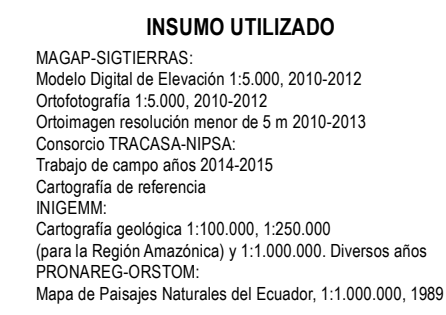 INSUMO UTILIZADO
MAGAP-SIGTIERRAS:
Modelo Digital de Elevación 1:5.000, 2010-2012
Ortofotografía 1:5.000, 2010-2012
Ortoimagen resolución menor de 5 m 2010-2013
Consorcio TRACASA-NIPSA:
Trabajo de campo años 2014-2015
Cartografía de referencia
INIGEMM:
Cartografía geológica 1:100.000, 1:250.000
(para la Región Amazónica) y 1:1.000.000. Diversos años
PRONAREG-ORSTOM:
Mapa de Paisajes Naturales del Ecuador, 1:1.000.000, 1989